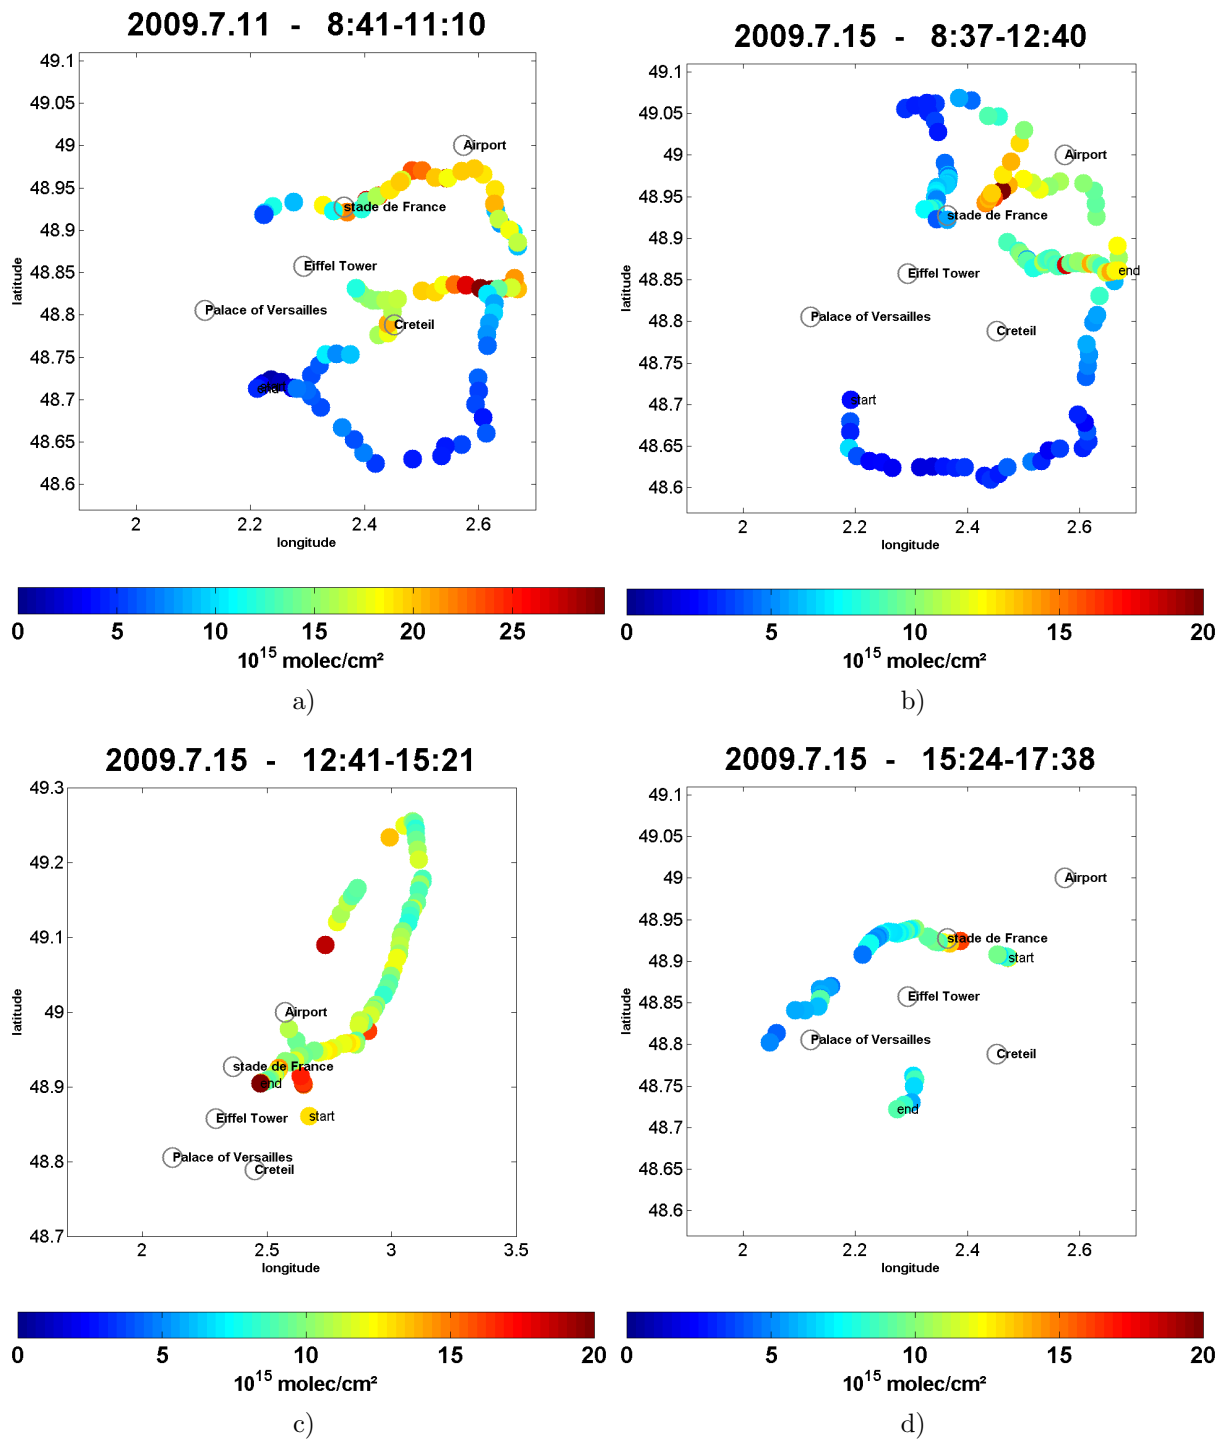 2009.7.11 - 8:41-11:10
49.1
49.05
49
48.95
48.9
48.85
48.8
48.75
48.7
48.65
48.6
latitude
Airport
stade de France
Eiffel Tower
Palace of Versailles
Creteil
start
end
2
2.2
2.4
2.6
longitude
0
5
10
15
20
25
10¹⁵ molec/cm²
a)
2009.7.15 - 8:37-12:40
49.1
49.05
49
48.95
48.9
48.85
48.8
48.75
48.7
48.65
48.6
latitude
Airport
stade de France
Eiffel Tower
end
Palace of Versailles
Creteil
start
2
2.2
2.4
2.6
longitude
0
5
10
15
20
10¹⁵ molec/cm²
b)
2009.7.15 - 12:41-15:21
49.3
49.2
49.1
49
48.9
48.8
48.7
latitude
Airport
stade de France
end
Eiffel Tower
start
Palace of Versailles
Creteil
2
2.5
3
3.5
longitude
0
5
10
15
20
10¹⁵ molec/cm²
c)
2009.7.15 - 15:24-17:38
49.1
49.05
49
48.95
48.9
48.85
48.8
48.75
48.7
48.65
48.6
latitude
Airport
stade de France
start
Eiffel Tower
Palace of Versailles
Creteil
end
2
2.2
2.4
2.6
longitude
0
5
10
15
20
10¹⁵ molec/cm²
d)